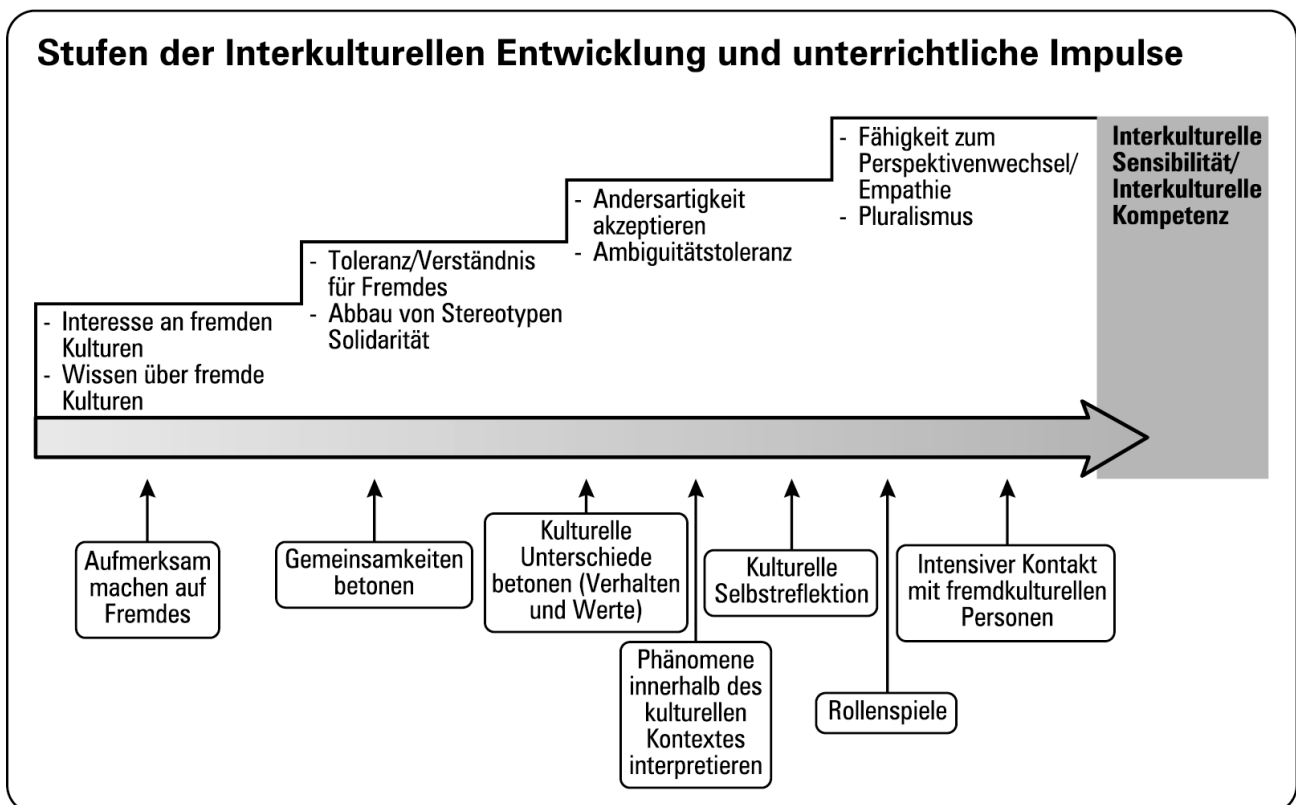 Stufen der Interkulturellen Entwicklung und unterrichtliche Impulse
- Interesse an fremden
Kulturen
- Wissen über fremde
Kulturen
- Toleranz/Verständnis
für Fremdes
- Abbau von Stereotypen
Solidarität
- Andersartigkeit
akzeptieren
- Ambiguitätstoleranz
- Fähigkeit zum
Perspektivenwechsel/
Empathie
- Pluralismus
Interkulturelle
Sensibilität/
Interkulturelle
Kompetenz
Aufmerksam
machen auf
Fremdes
Gemeinsamkeiten
betonen
Kulturelle
Unterschiede
betonen (Verhalten
und Werte)
Phänomene
innerhalb des
kulturellen
Kontextes
interpretieren
Kulturelle
Selbstreflektion
Rollenspiele
Intensiver Kontakt
mit fremdkulturellen
Personen